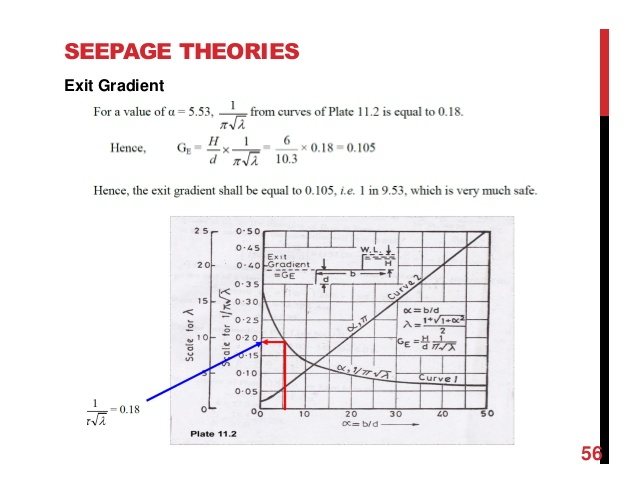 SEEPAGE THEORIES
Exit Gradient
For a value of α = 5.53, 1/π√λ from curves of Plate 11.2 is equal to 0.18.
Hence, G_E = H/d × 1/π√λ = 6/10.3 × 0.18 = 0.105
Hence, the exit gradient shall be equal to 0.105, i.e. 1 in 9.53, which is very much safe.
25
20
15
10
5
0
Scale for λ
Scale for 1/π√λ
0·50
0·45
0·40
0·35
0·30
0·25
0·20
0·15
0·10
0·05
0
Exit
Gradient
=GE
W.L.
H
b
d
Curve 2
α,π
α=b/d
λ=1+√1+α²/2
GE=H/d 1/π√λ
α,1/π√λ
Curve 1
0 10 20 30 40 50
α=b/d
Plate 11.2
1/τ√λ = 0.18
56